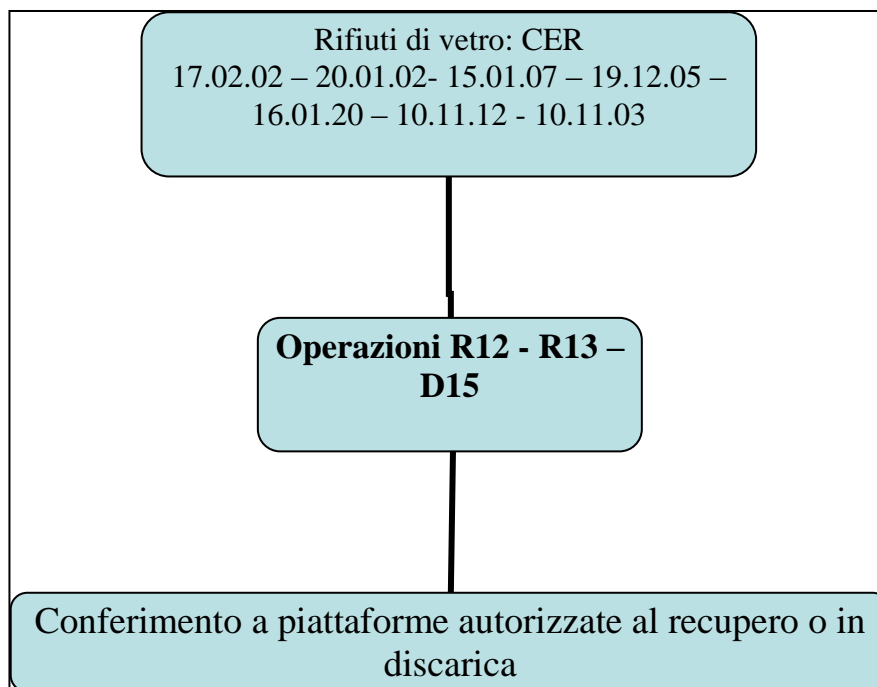 Rifiuti di vetro: CER
17.02.02 – 20.01.02- 15.01.07 – 19.12.05 –
16.01.20 – 10.11.12 - 10.11.03
Operazioni R12 - R13 –
D15
Conferimento a piattaforme autorizzate al recupero o in
discarica